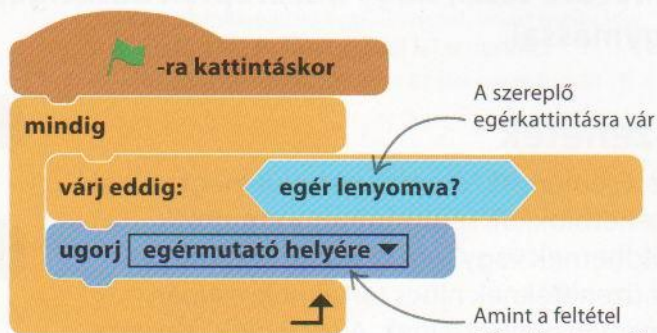 -ra kattintáskor
A szereplő
egérkattintásra vár
mindig
várj eddig: egér lenyomva?
ugorj egérmutató helyére
Amint a feltétel